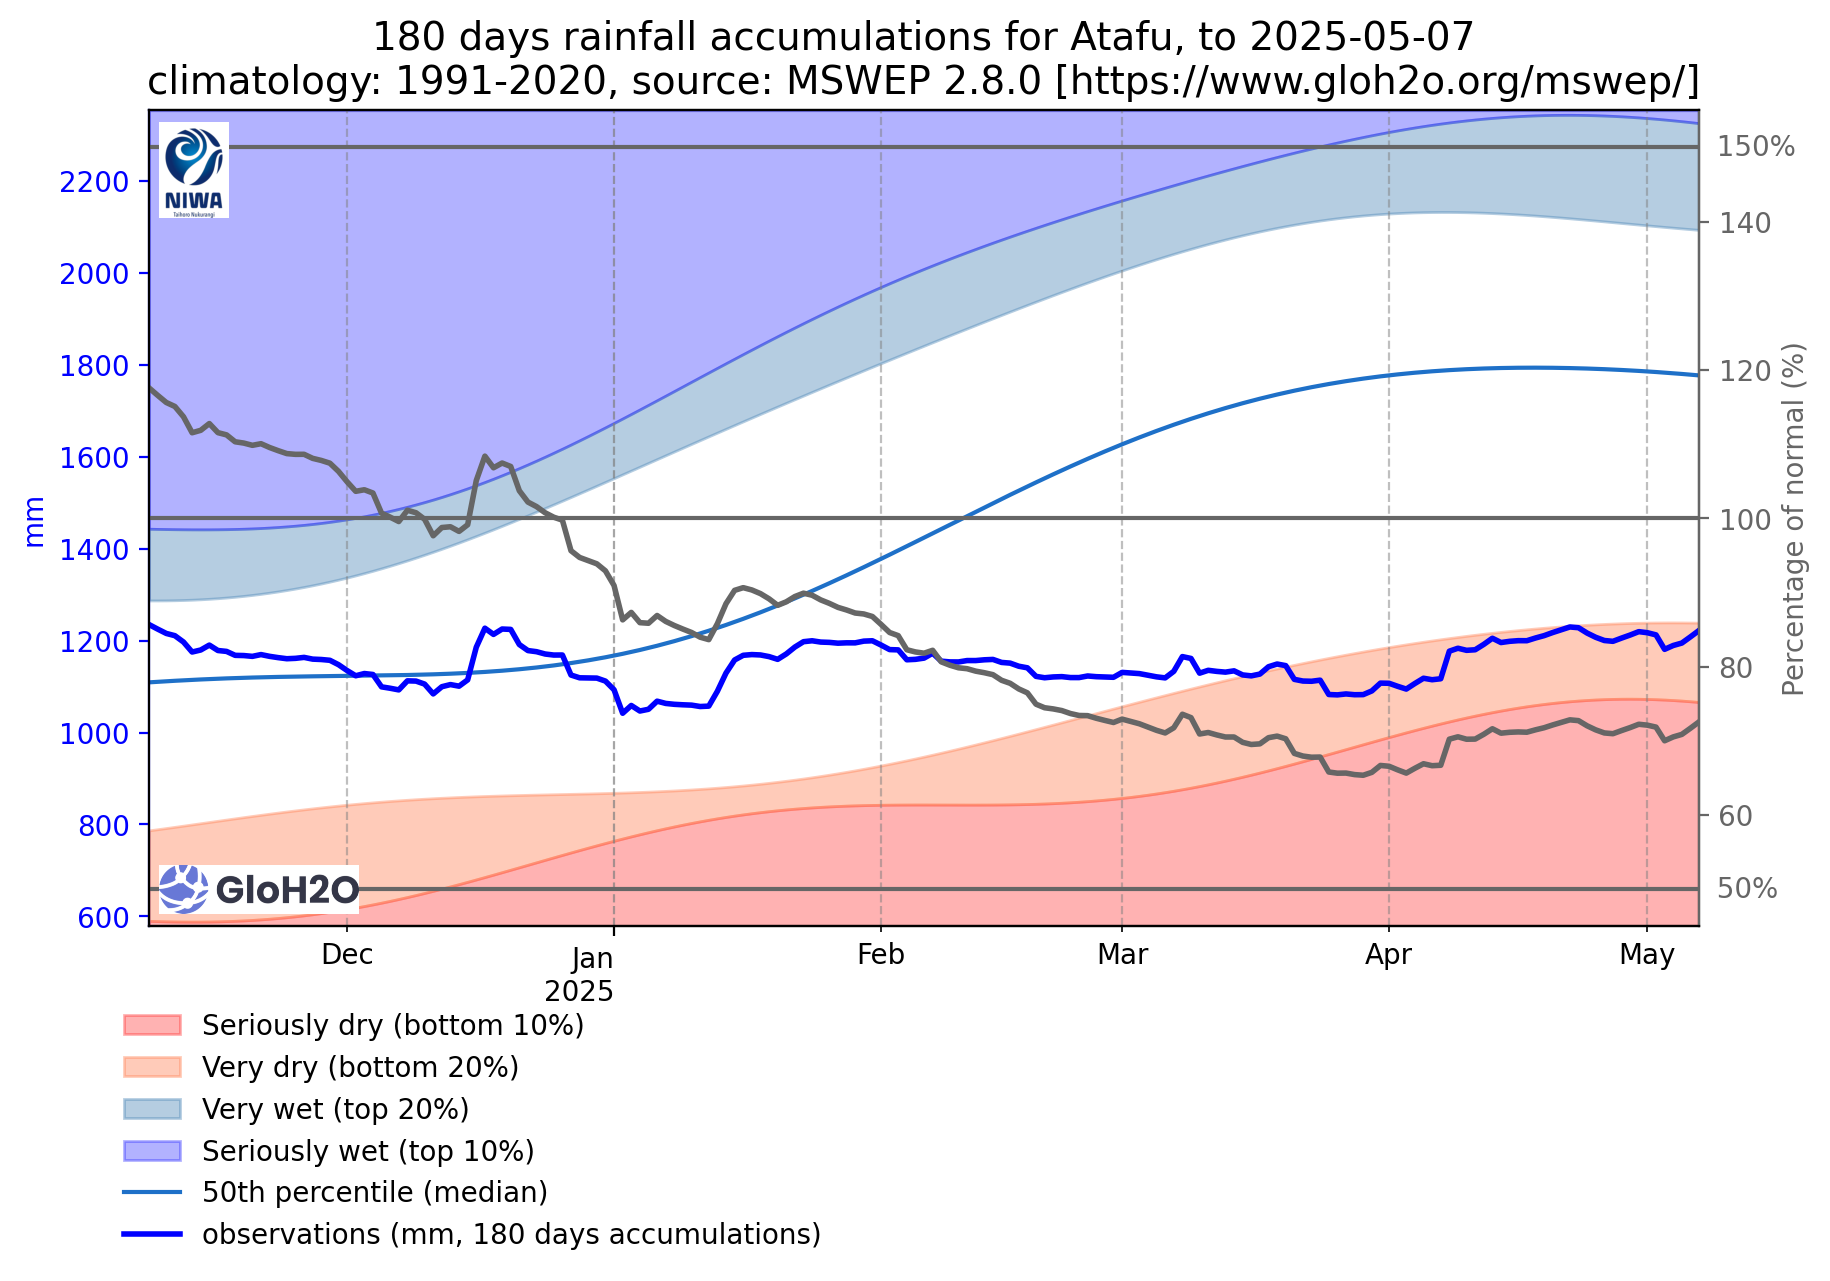 180 days rainfall accumulations for Atafu, to 2025-05-07
climatology: 1991-2020, source: MSWEP 2.8.0 [https://www.gloh2o.org/mswep/]
NIWA
Taihoro Nukurangi
2200
2000
1800
1600
1400
1200
1000
800
600
mm
150%
140
120
100
80
60
50%
Percentage of normal (%)
GloH2O
Dec
Jan
2025
Feb
Mar
Apr
May
Seriously dry (bottom 10%)
Very dry (bottom 20%)
Very wet (top 20%)
Seriously wet (top 10%)
50th percentile (median)
observations (mm, 180 days accumulations)